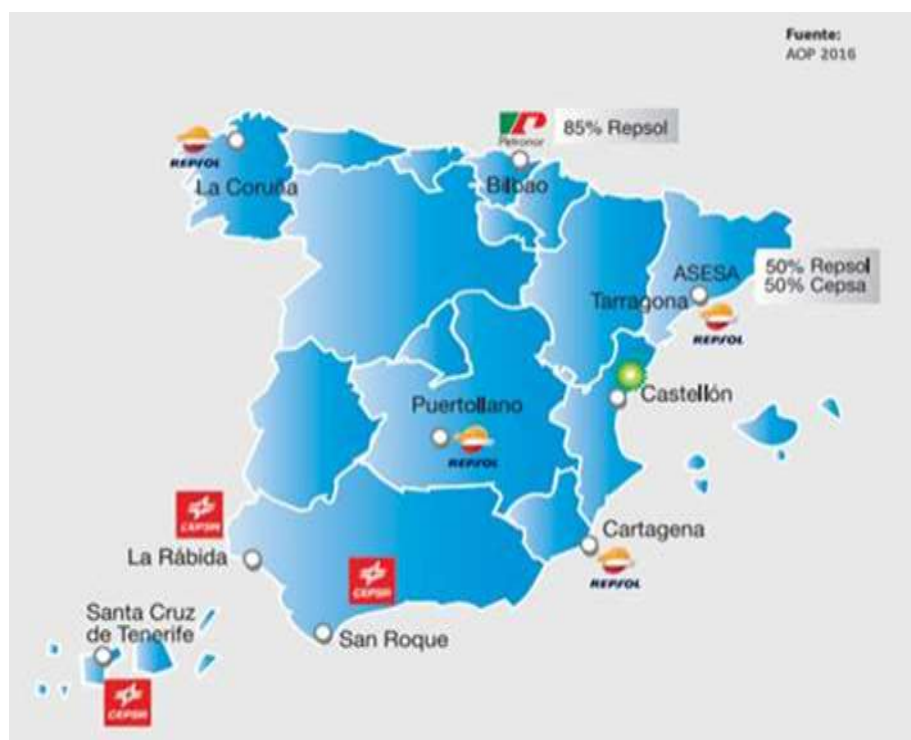 Fuente:
AOP 2016
Petronor
85% Repsol
REPSOL
La Coruña
Bilbao
ASESA
50% Repsol
50% Cepsa
Tarragona
REPSOL
Castellón
Puertollano
REPSOL
CEPSA
Cartagena
La Rábida
REPSOL
CEPSA
Santa Cruz
de Tenerife
San Roque
CEPSA